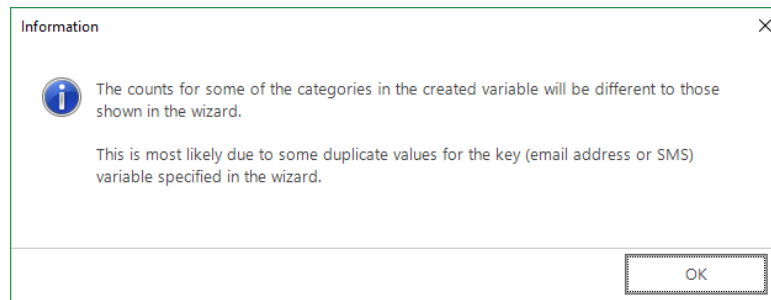 Information
The counts for some of the categories in the created variable will be different to those
shown in the wizard.
This is most likely due to some duplicate values for the key (email address or SMS)
variable specified in the wizard.
OK